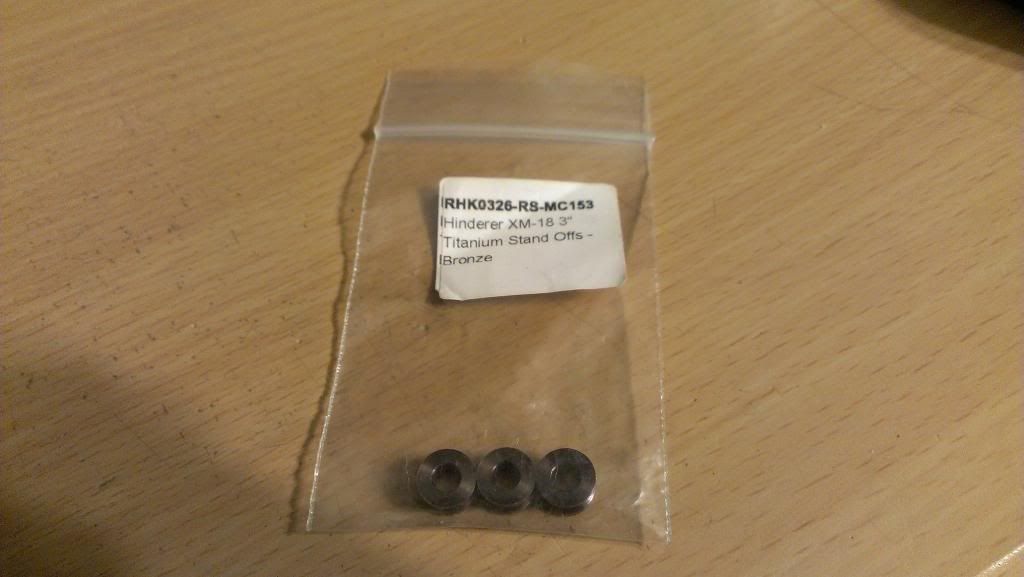 RHK0326-RS-MC153
Hinderer XM-18 3"
Titanium Stand Offs -
Bronze